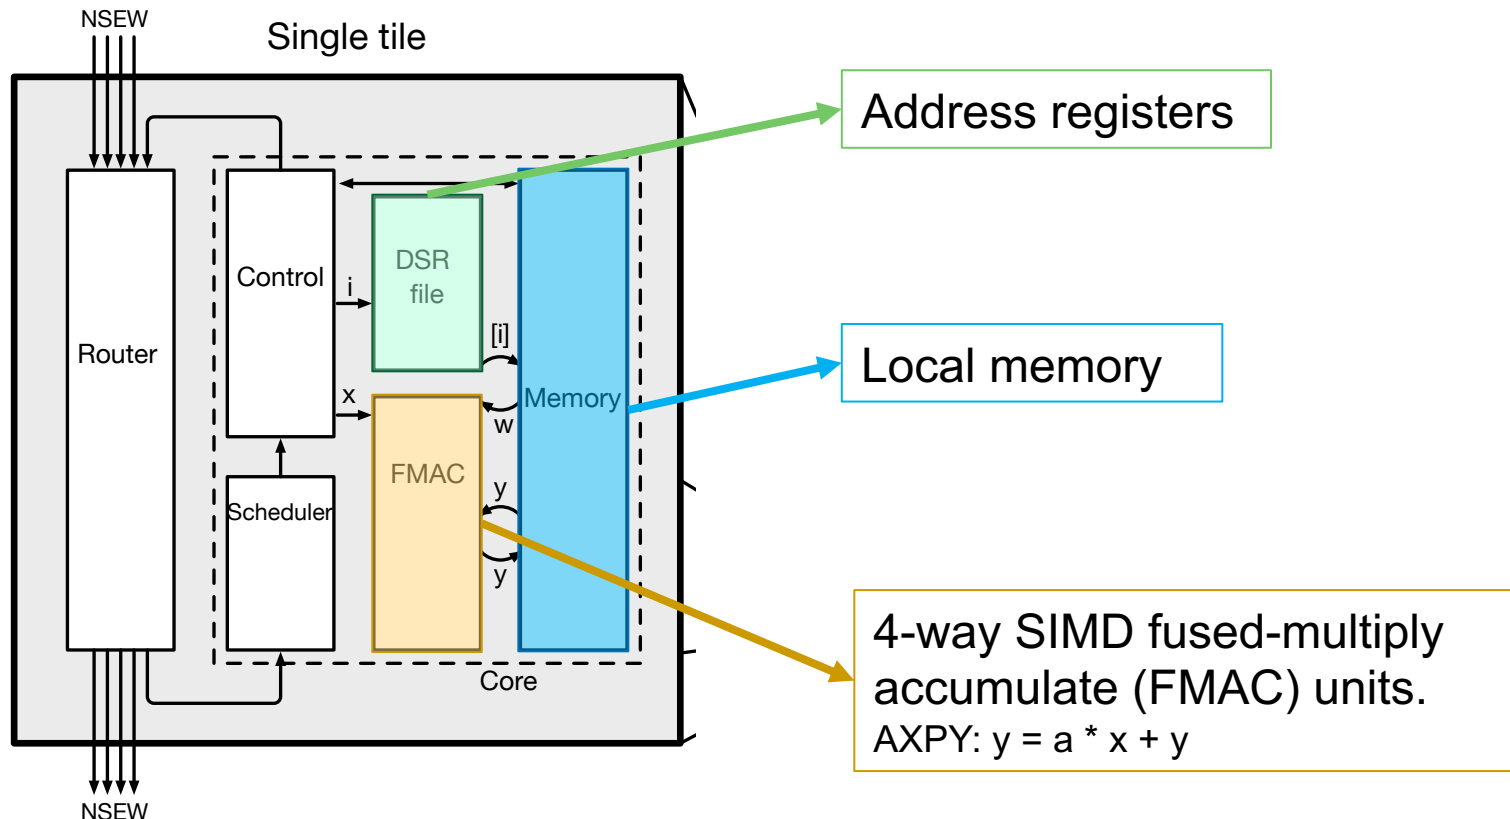 NSEW
Single tile
Address registers
Control
DSR
file
i
[i]
Router
Local memory
x
Memory
w
FMAC
y
Scheduler
y
4-way SIMD fused-multiply
accumulate (FMAC) units.
AXPY: y = a * x + y
Core
NSEW